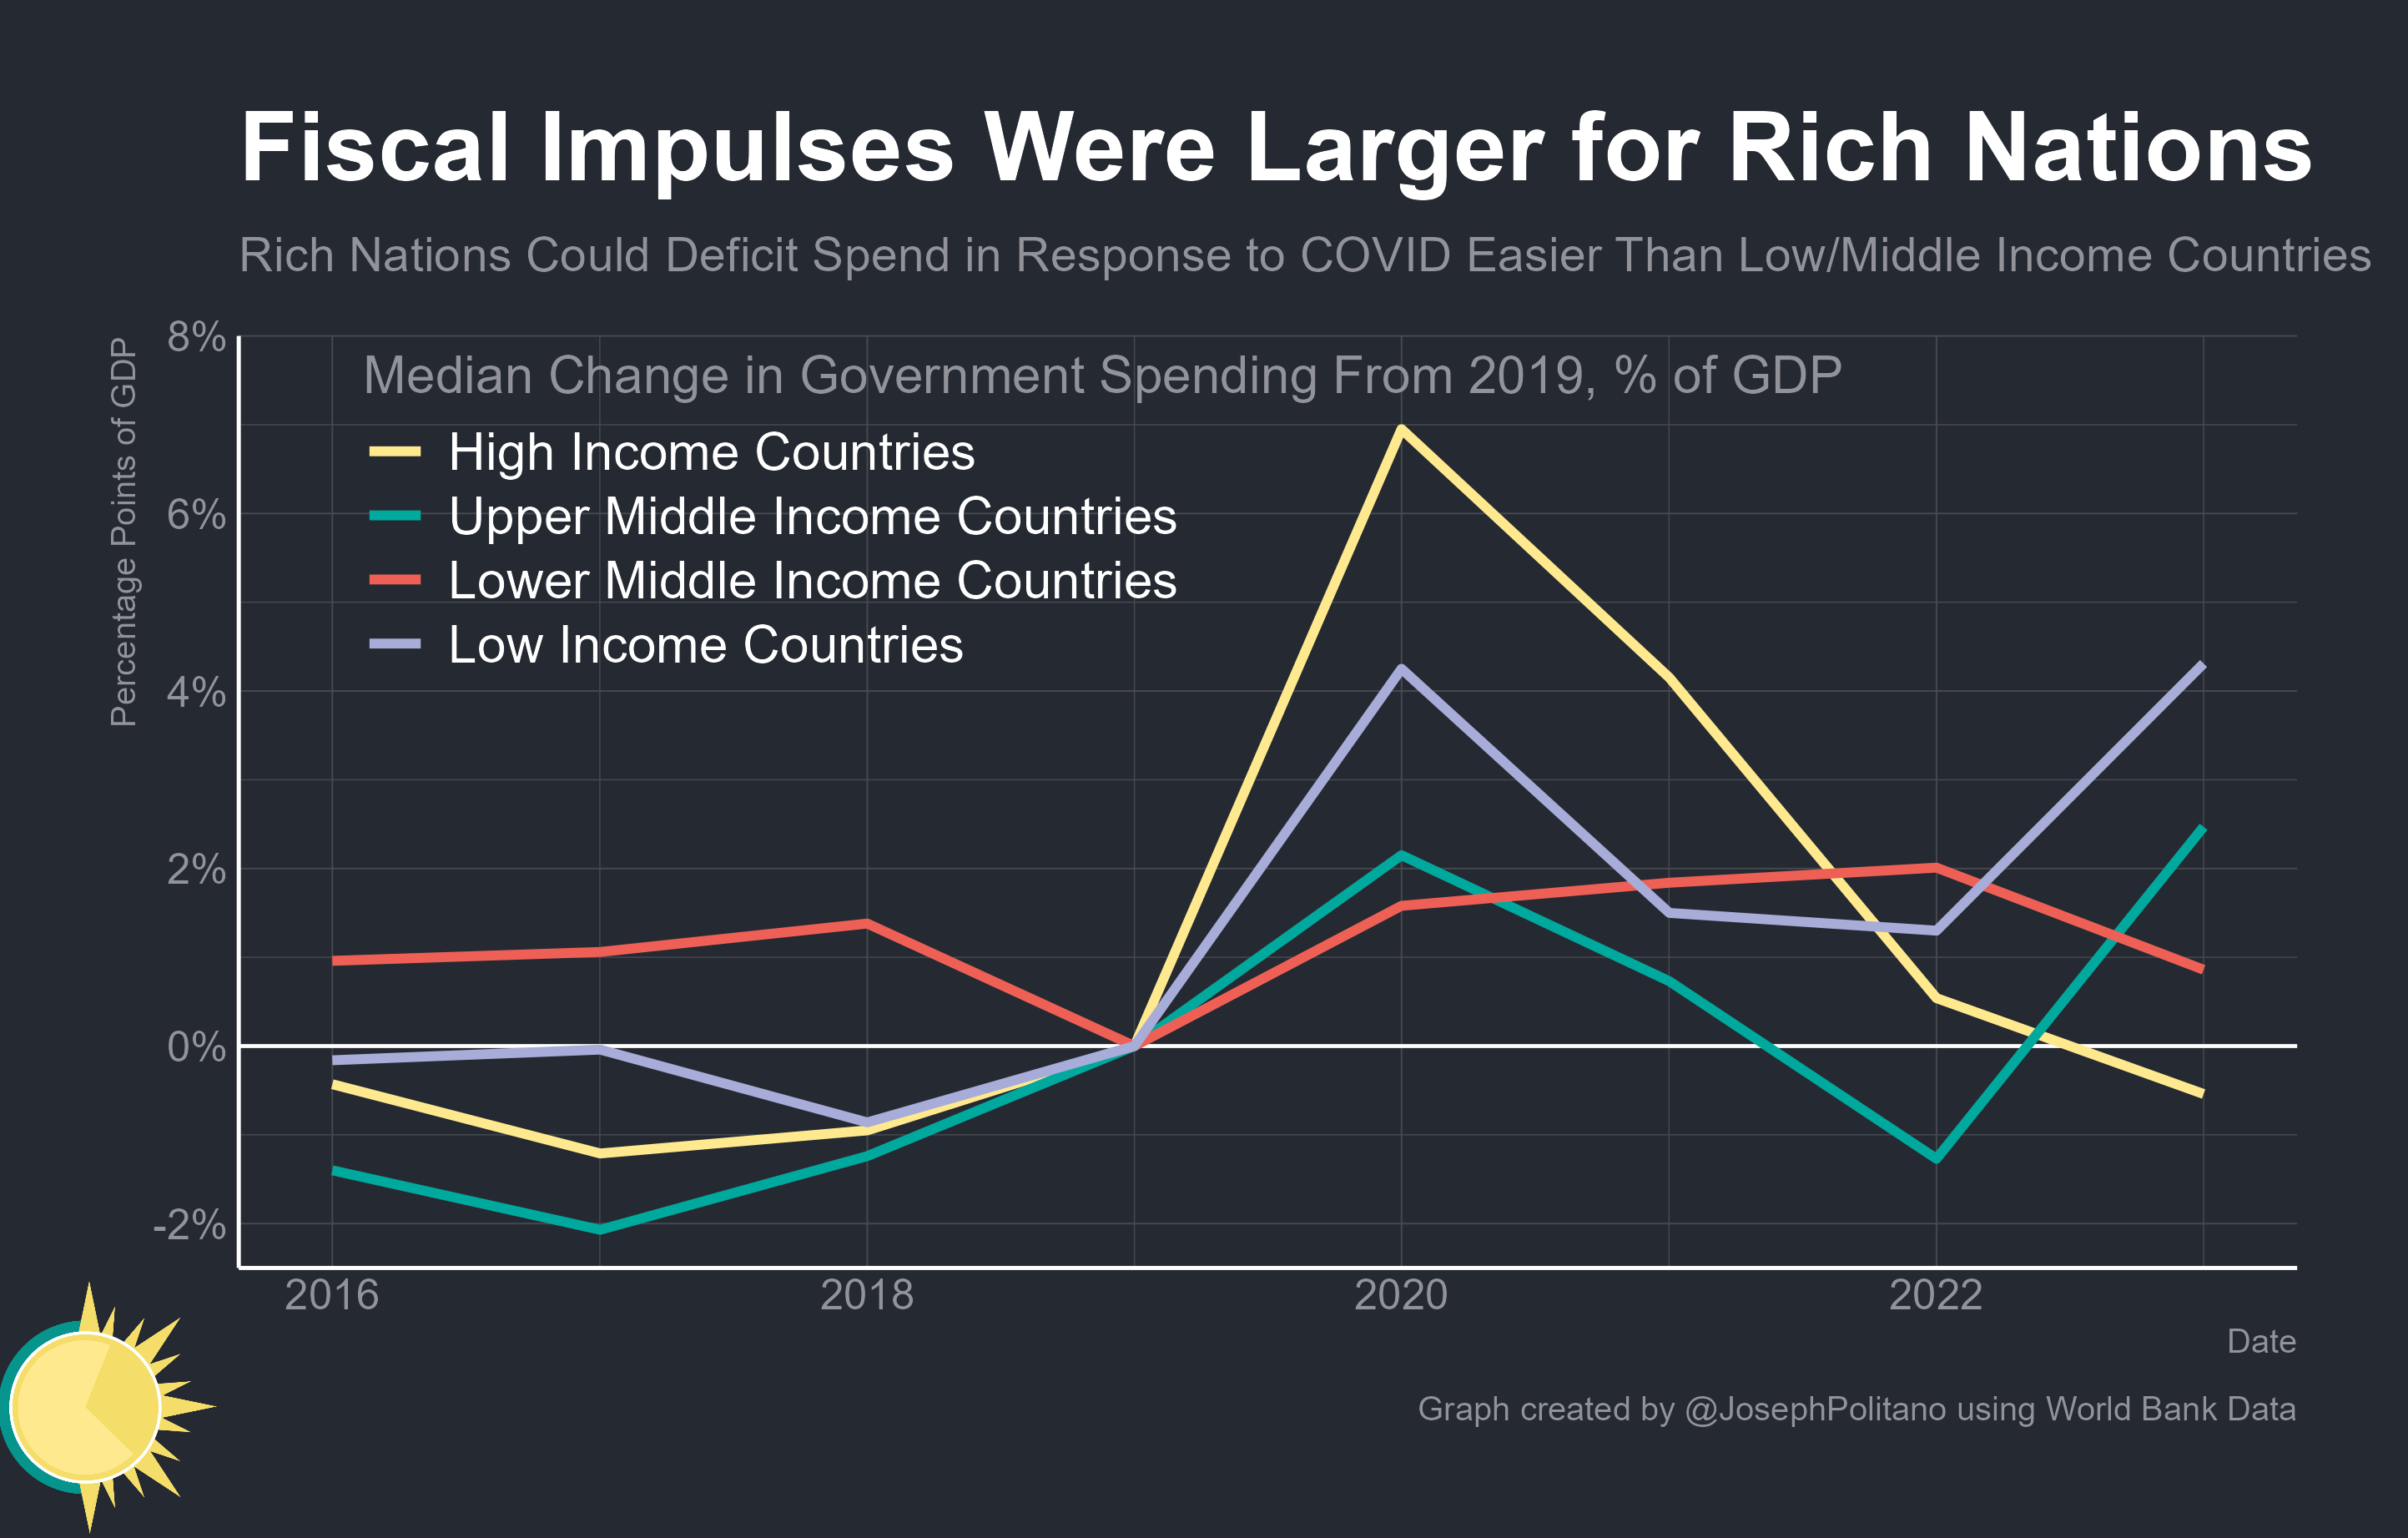 Fiscal Impulses Were Larger for Rich Nations
Rich Nations Could Deficit Spend in Response to COVID Easier Than Low/Middle Income Countries
Percentage Points of GDP
8%
6%
4%
2%
0%
-2%
Median Change in Government Spending From 2019, % of GDP
High Income Countries
Upper Middle Income Countries
Lower Middle Income Countries
Low Income Countries
2016 2018 2020 2022
Date
Graph created by @JosephPolitano using World Bank Data